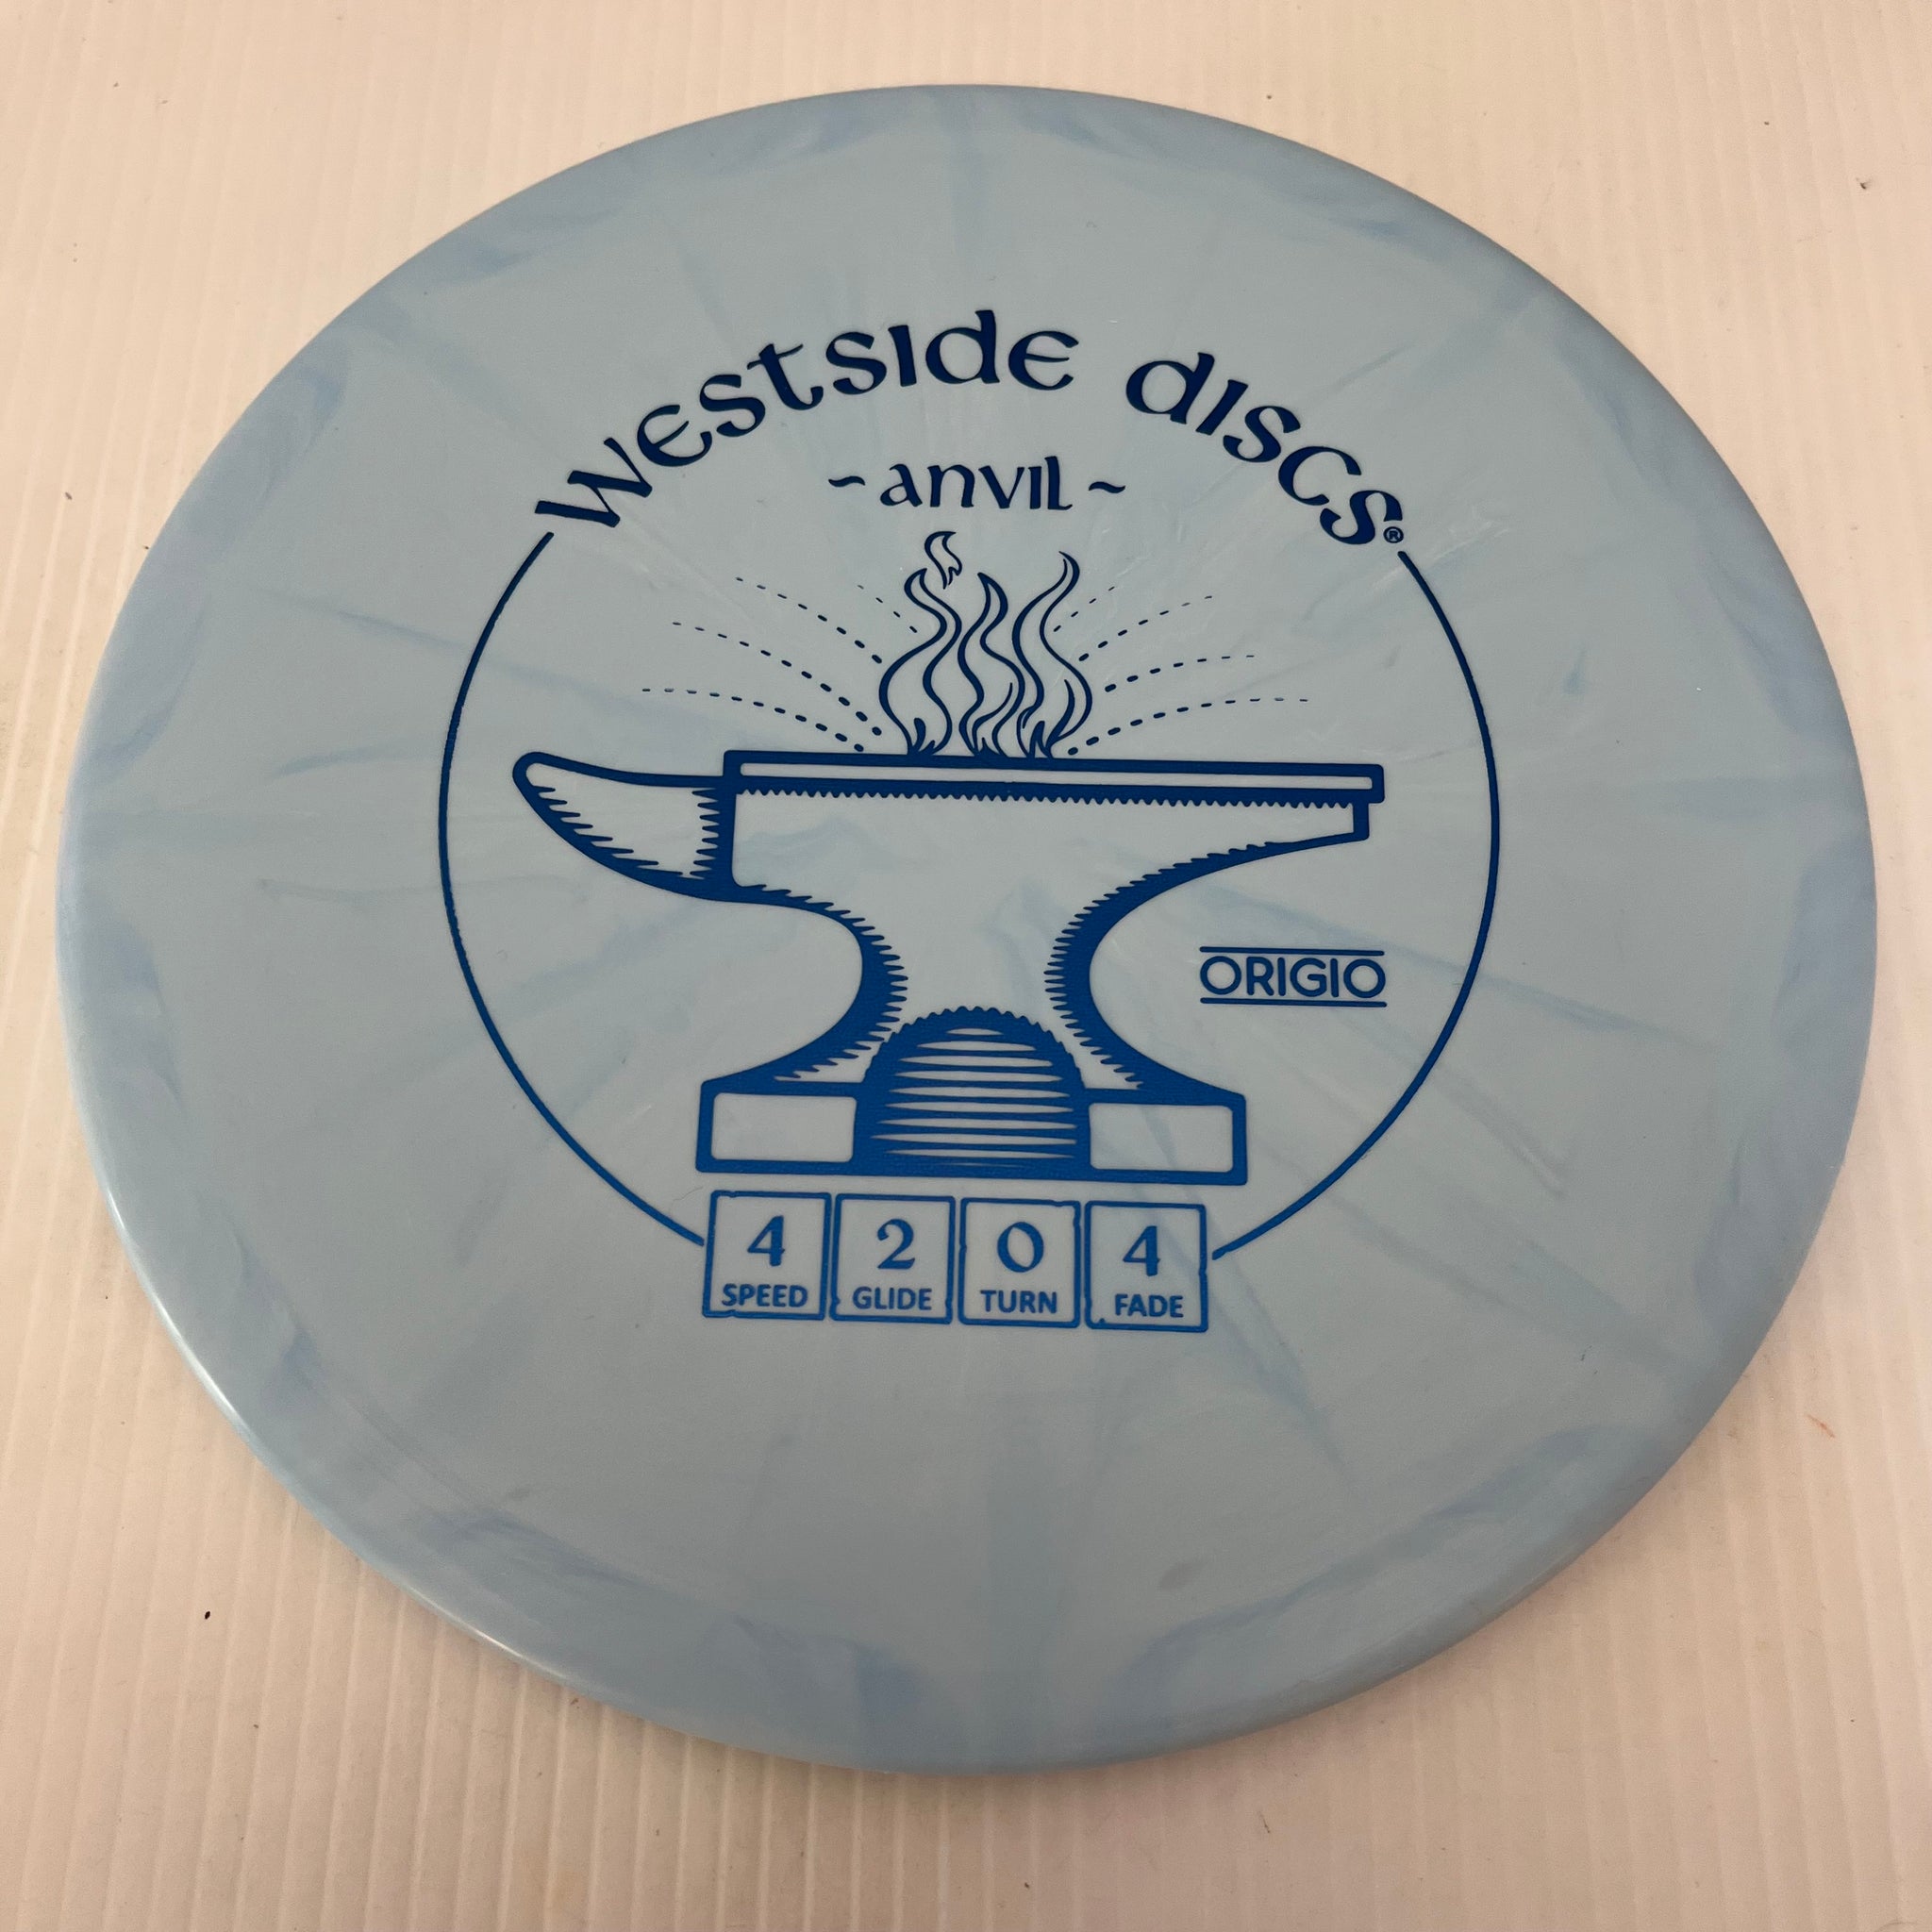 westside discs®
~anvil~
ORIGIO
4 2 0 4
SPEED GLIDE TURN FADE